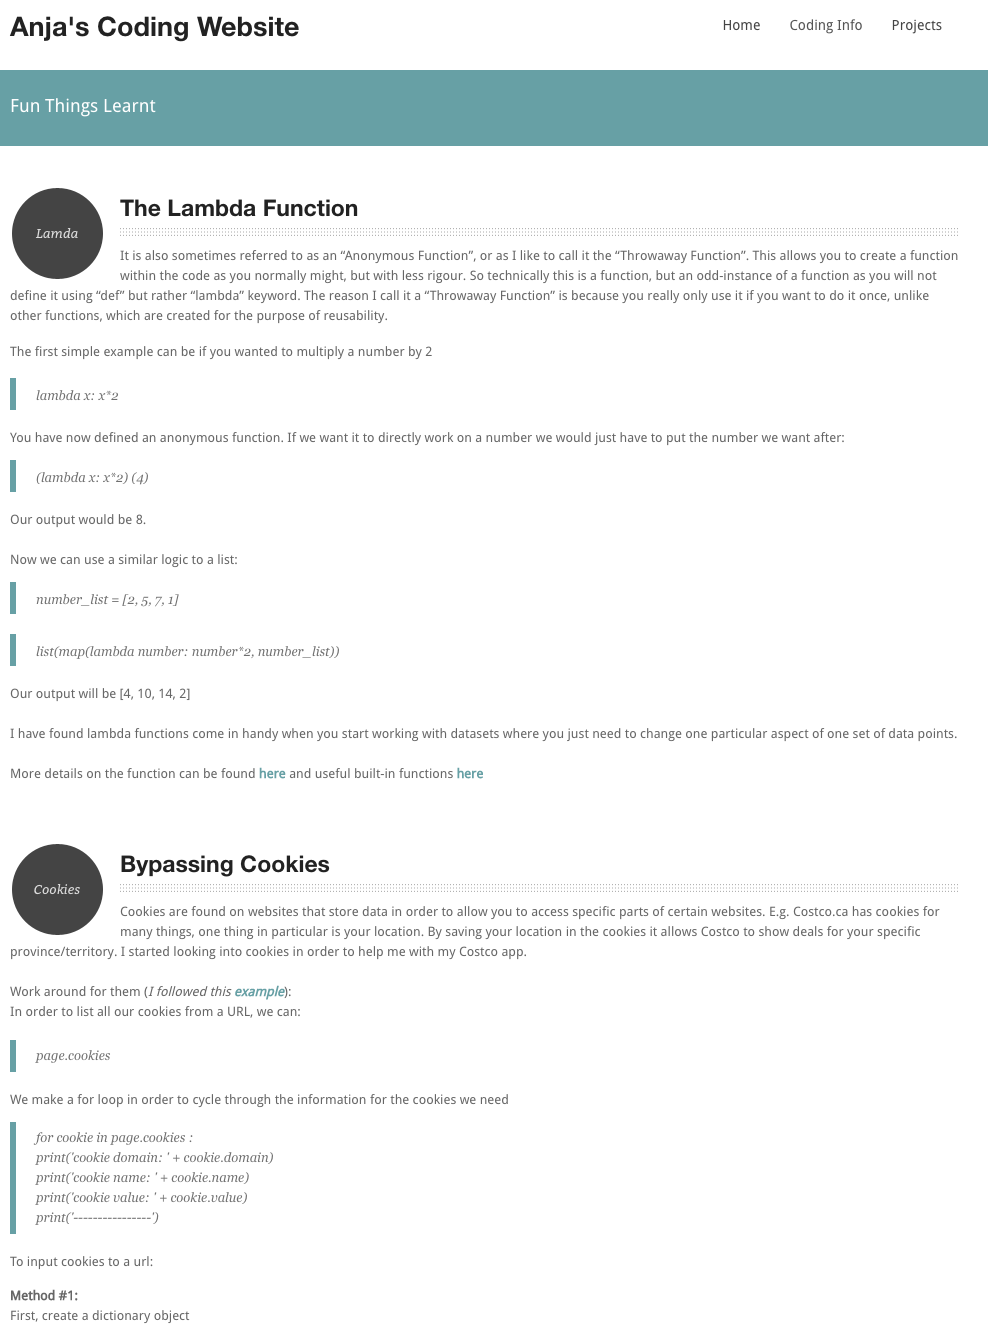 Anja's Coding Website
Home Coding Info Projects
Fun Things Learnt
Lamda
The Lambda Function
It is also sometimes referred to as an “Anonymous Function”, or as I like to call it the “Throwaway Function”. This allows you to create a function
within the code as you normally might, but with less rigour. So technically this is a function, but an odd-instance of a function as you will not
define it using “def” but rather “lambda” keyword. The reason I call it a “Throwaway Function” is because you really only use it if you want to do it once, unlike
other functions, which are created for the purpose of reusability.
The first simple example can be if you wanted to multiply a number by 2
lambda x: x*2
You have now defined an anonymous function. If we want it to directly work on a number we would just have to put the number we want after:
(lambda x: x*2) (4)
Our output would be 8.
Now we can use a similar logic to a list:
number_list = [2, 5, 7, 1]
list(map(lambda number: number*2, number_list))
Our output will be [4, 10, 14, 2]
I have found lambda functions come in handy when you start working with datasets where you just need to change one particular aspect of one set of data points.
More details on the function can be found here and useful built-in functions here
Cookies
Bypassing Cookies
Cookies are found on websites that store data in order to allow you to access specific parts of certain websites. E.g. Costco.ca has cookies for
many things, one thing in particular is your location. By saving your location in the cookies it allows Costco to show deals for your specific
province/territory. I started looking into cookies in order to help me with my Costco app.
Work around for them (I followed this example):
In order to list all our cookies from a URL, we can:
page.cookies
We make a for loop in order to cycle through the information for the cookies we need
for cookie in page.cookies :
print('cookie domain: ' + cookie.domain)
print('cookie name: ' + cookie.name)
print('cookie value: ' + cookie.value)
print('----------------')
To input cookies to a url:
Method #1:
First, create a dictionary object